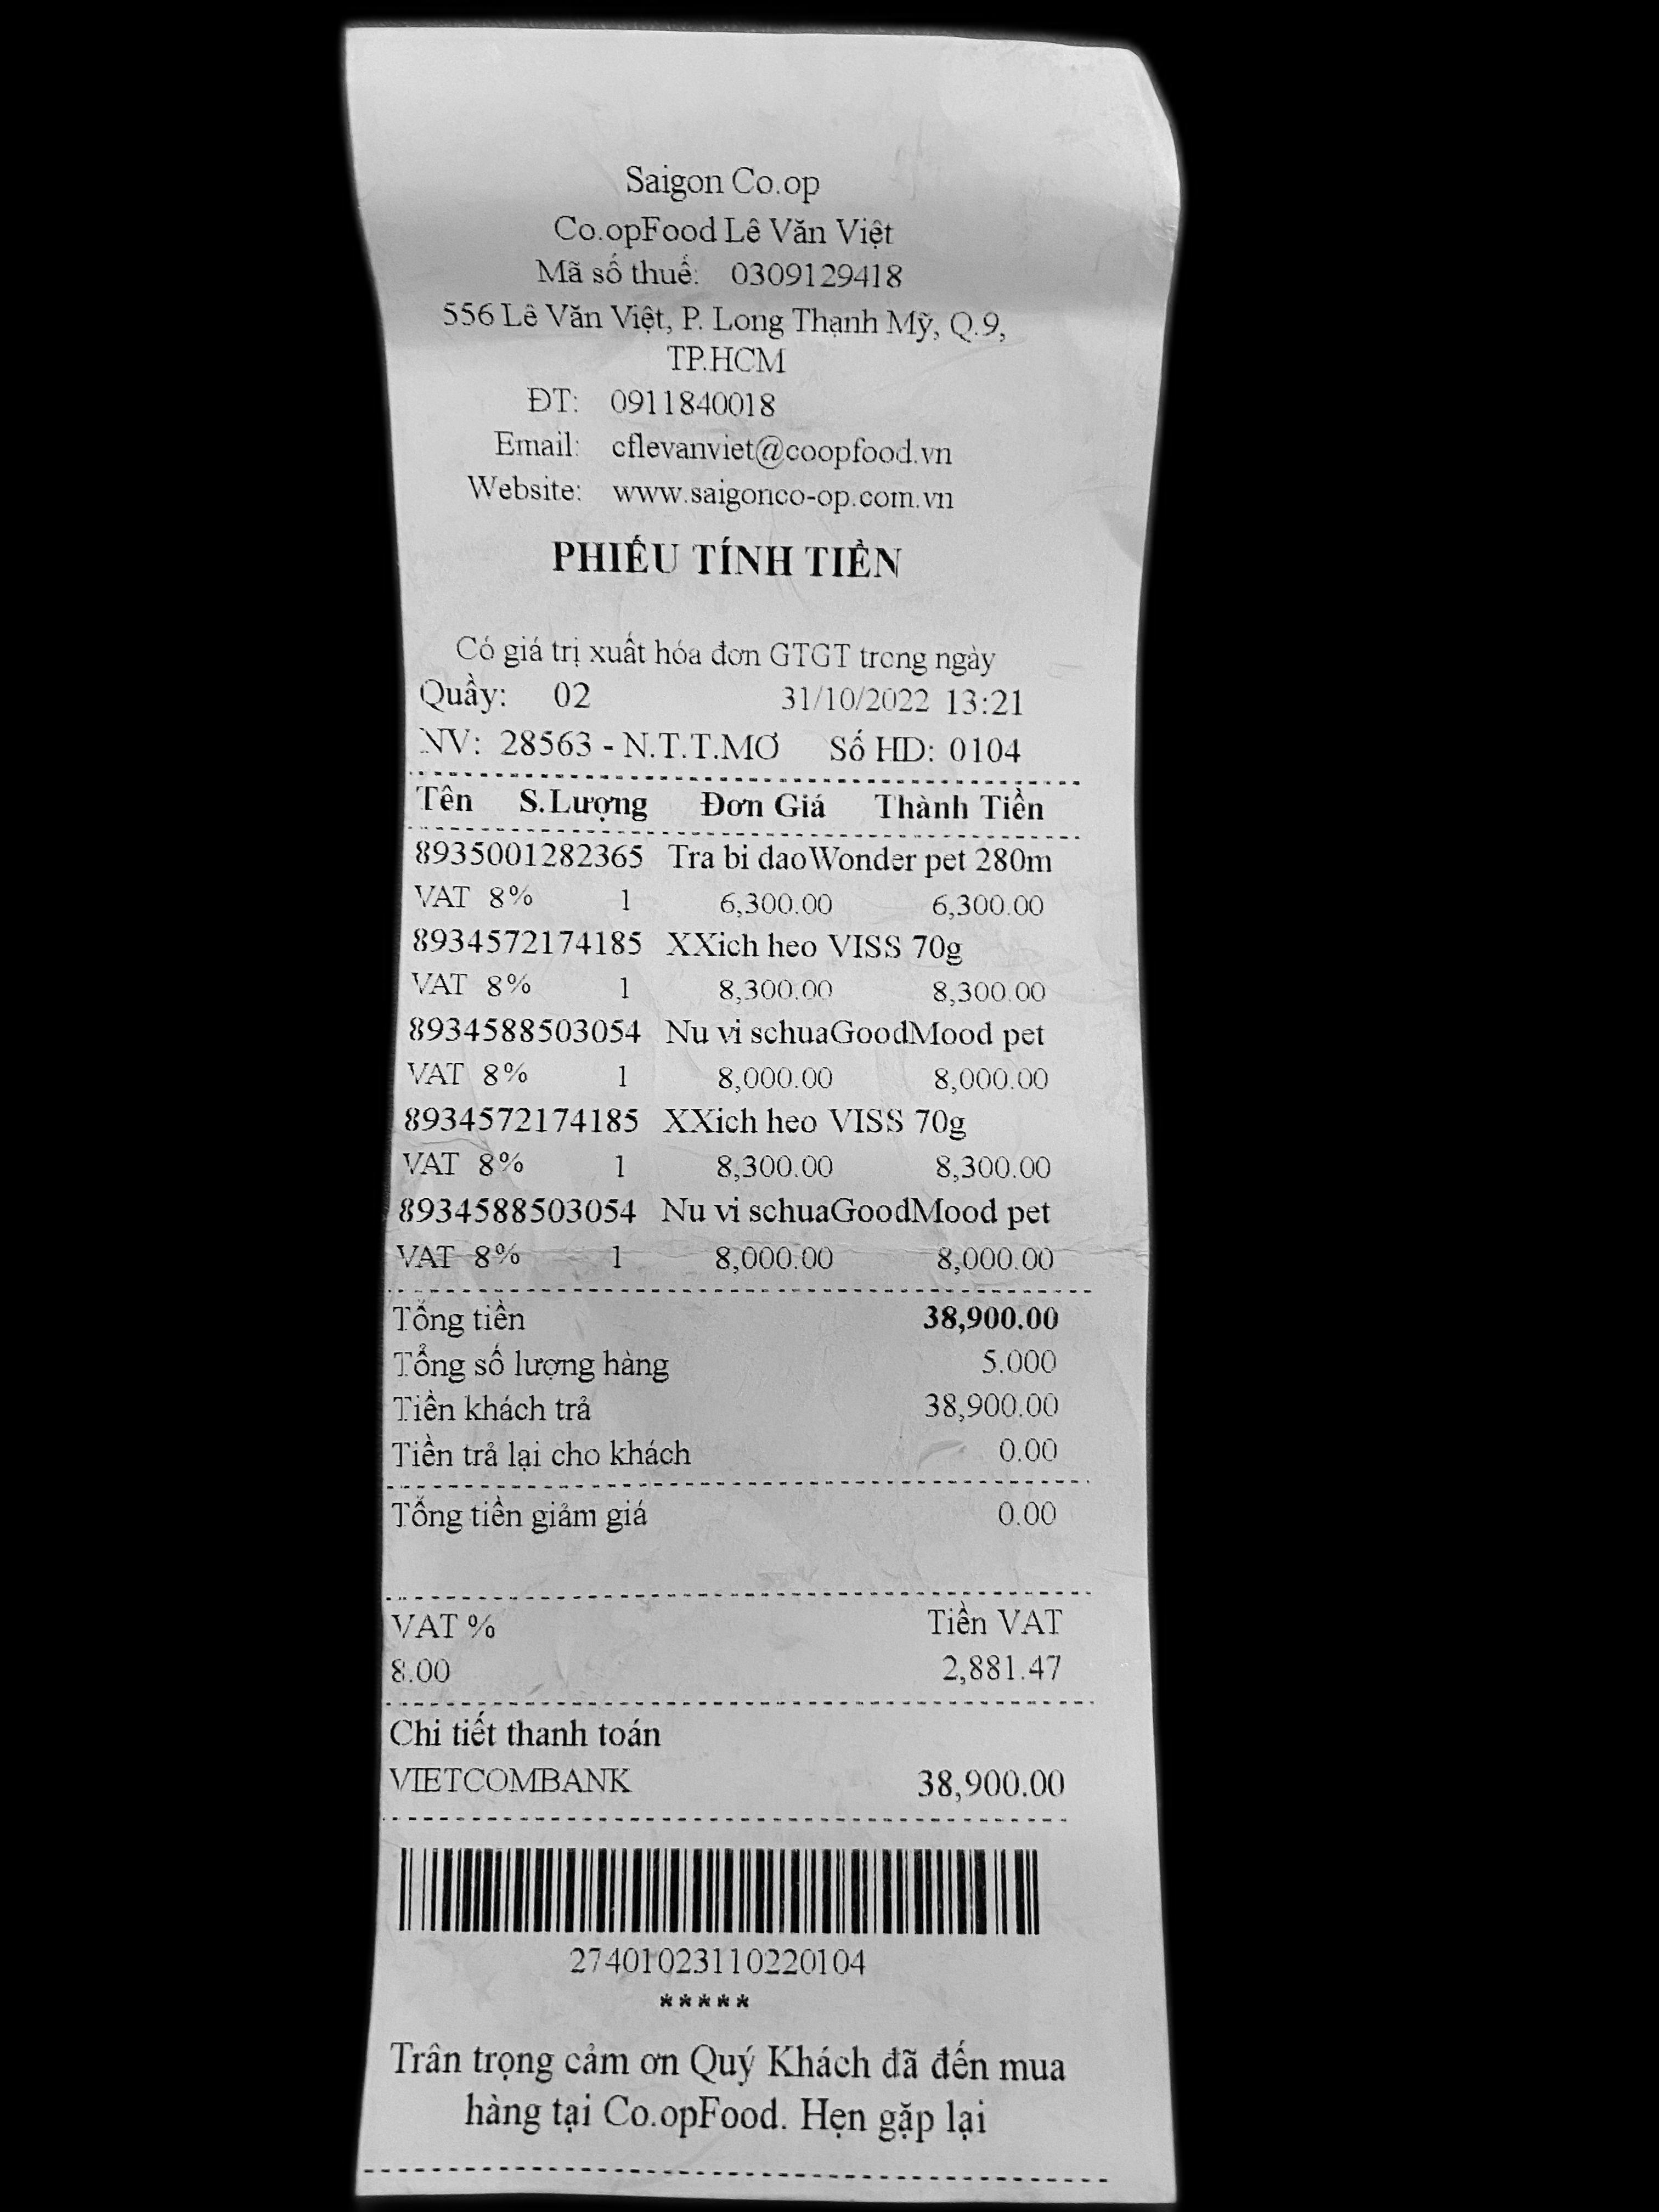 Saigon Co.op
Co.opFood Lê Văn Việt
Mã số thuế: 0309129418
556 Lê Văn Việt, P. Long Thạnh Mỹ, Q.9,
TP.HCM
ĐT: 0911840018
Email: cflevanviet@coopfood.vn
Website: www.saigonco-op.com.vn
PHIẾU TÍNH TIỀN
Có giá trị xuất hóa đơn GTGT trong ngày
Quầy: 02 31/10/2022 13:21
NV: 28563 - N.T.T.MƠ Số HD: 0104
Tên S.Lượng Đơn Giá Thành Tiền
8935001282365 Tra bi daoWonder pet 280m
VAT 8% 1 6,300.00 6,300.00
8934572174185 XXich heo VISS 70g
VAT 8% 1 8,300.00 8,300.00
8934588503054 Nu vi schuaGoodMood pet
VAT 8% 1 8,000.00 8,000.00
8934572174185 XXich heo VISS 70g
VAT 8% 1 8,300.00 8,300.00
8934588503054 Nu vi schuaGoodMood pet
VAT 8% 1 8,000.00 8,000.00
Tổng tiền 38,900.00
Tổng số lượng hàng 5.000
Tiền khách trả 38,900.00
Tiền trả lại cho khách 0.00
Tổng tiền giảm giá 0.00
VAT % Tiền VAT
8.00 2,881.47
Chi tiết thanh toán
VIETCOMBANK 38,900.00
27401023110220104
*****
Trân trọng cảm ơn Quý Khách đã đến mua
hàng tại Co.opFood. Hẹn gặp lại